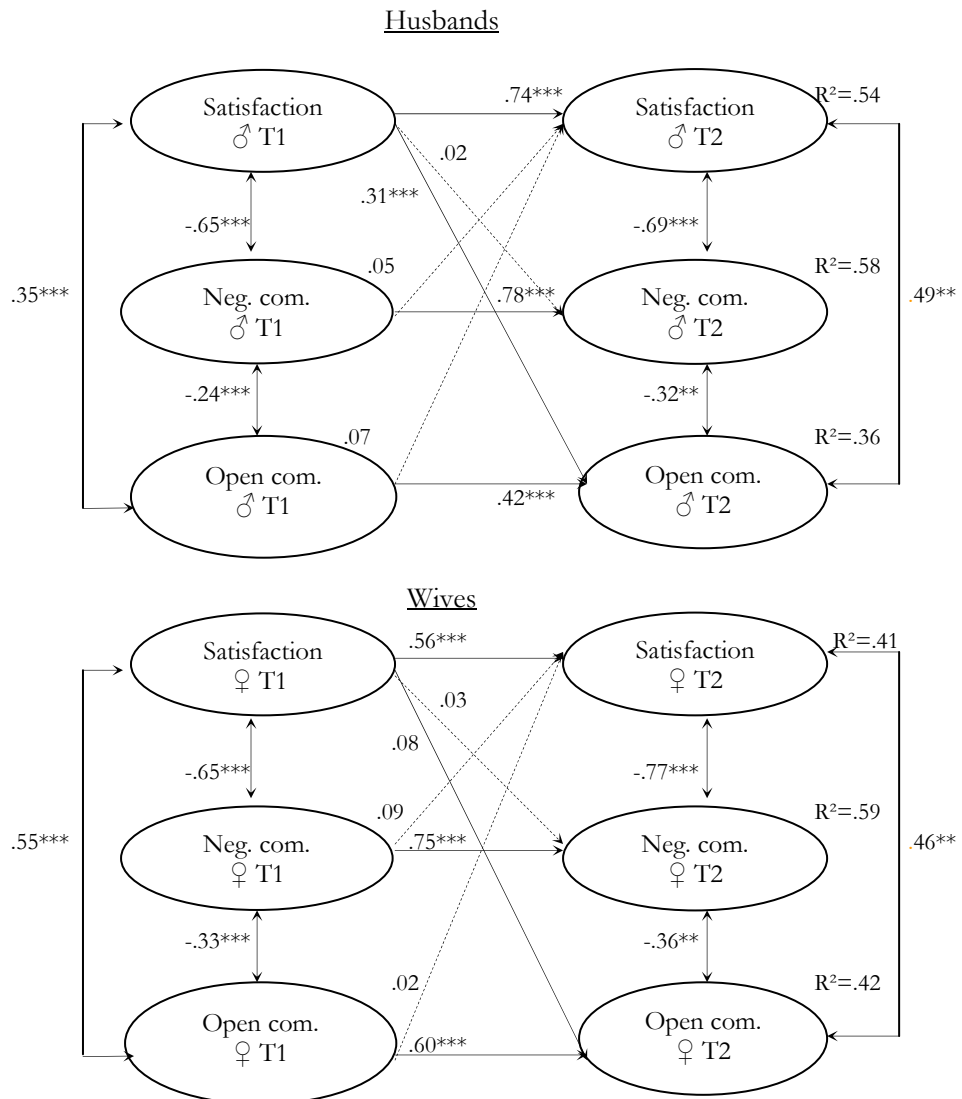 Husbands
Satisfaction
♂ T1
.74***
Satisfaction
♂ T2
R²=.54
.02
.31***
-.65***
-.69***
.05
R²=.58
Neg. com.
♂ T1
.78***
Neg. com.
♂ T2
.35***
.49**
-.24***
-.32**
.07
R²=.36
Open com.
♂ T1
.42***
Open com.
♂ T2
Wives
Satisfaction
♀ T1
.56***
Satisfaction
♀ T2
R²=.41
.03
.08
-.65***
-.77***
.09
R²=.59
Neg. com.
♀ T1
.75***
Neg. com.
♀ T2
.55***
.46**
-.33***
-.36**
.02
R²=.42
Open com.
♀ T1
.60***
Open com.
♀ T2